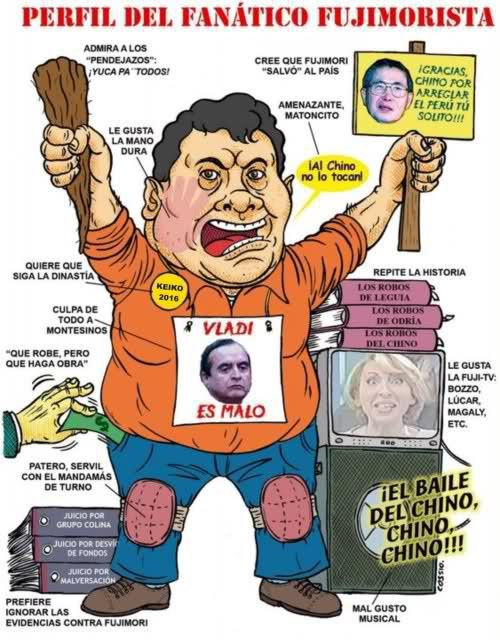 PERFIL DEL FANÁTICO FUJIMORISTA
ADMIRA A LOS
"PENDEJAZOS":
¡YUCA PA´TODOS!
CREE QUE FUJIMORI
"SALVÓ" AL PAÍS
¡GRACIAS,
CHINO POR
ARREGLAR
EL PERÚ TÚ
SOLITO!!!
AMENAZANTE,
MATONCITO
LE GUSTA
LA MANO
DURA
¡Al Chino
no lo tocan!
QUIERE QUE
SIGA LA DINASTÍA
KEIKO
2016
REPITE LA HISTORIA
LOS ROBOS
DE LEGUIA
LOS ROBOS
DE ODRÍA
LOS ROBOS
DEL CHINO
CULPA DE
TODO A
MONTESINOS
VLADI
ES MALO
"QUE ROBE, PERO
QUE HAGA OBRA"
LE GUSTA
LA FUJI-TV:
BOZZO,
LÚCAR,
MAGALY,
ETC.
PATERO, SERVIL
CON EL MANDAMÁS
DE TURNO
¡EL BAILE
DEL CHINO,
CHINO,
CHINO!!!
JUICIO POR
GRUPO COLINA
JUICIO POR DESVÍO
DE FONDOS
JUICIO POR
MALVERSACIÓN
PREFIERE
IGNORAR LAS
EVIDENCIAS CONTRA FUJIMORI
MAL GUSTO
MUSICAL
COSSIO.